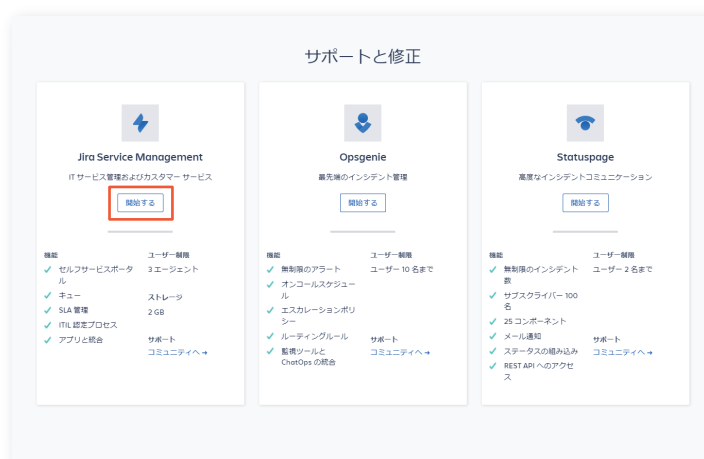 サポートと修正
Jira Service Management
IT サービス管理およびカスタマー サービス
開始する
機能
セルフサービスポータ
ル
キュー
SLA 管理
ITIL 認定プロセス
アプリと統合
ユーザー制限
3 エージェント
ストレージ
2 GB
サポート
コミュニティへ →
Opsgenie
最先端のインシデント管理
開始する
機能
無制限のアラート
オンコールスケジュー
ル
エスカレーションポリ
シー
ルーティングルール
監視ツールと
ChatOps の統合
ユーザー制限
ユーザー 10 名まで
サポート
コミュニティへ →
Statuspage
高度なインシデントコミュニケーション
開始する
機能
無制限のインシデント
数
サブスクライバー 100
名
25 コンポーネント
メール通知
ステータスの組み込み
REST API へのアクセ
ス
ユーザー制限
ユーザー 2 名まで
サポート
コミュニティへ →